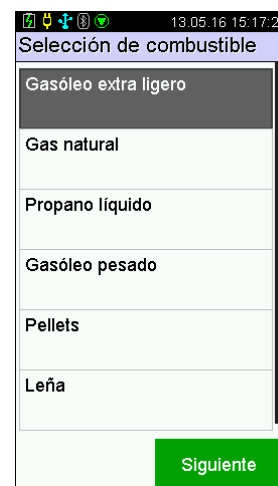 13.05.16 15:17:2
Selección de combustible
Gasóleo extra ligero
Gas natural
Propano líquido
Gasóleo pesado
Pellets
Leña
Siguiente